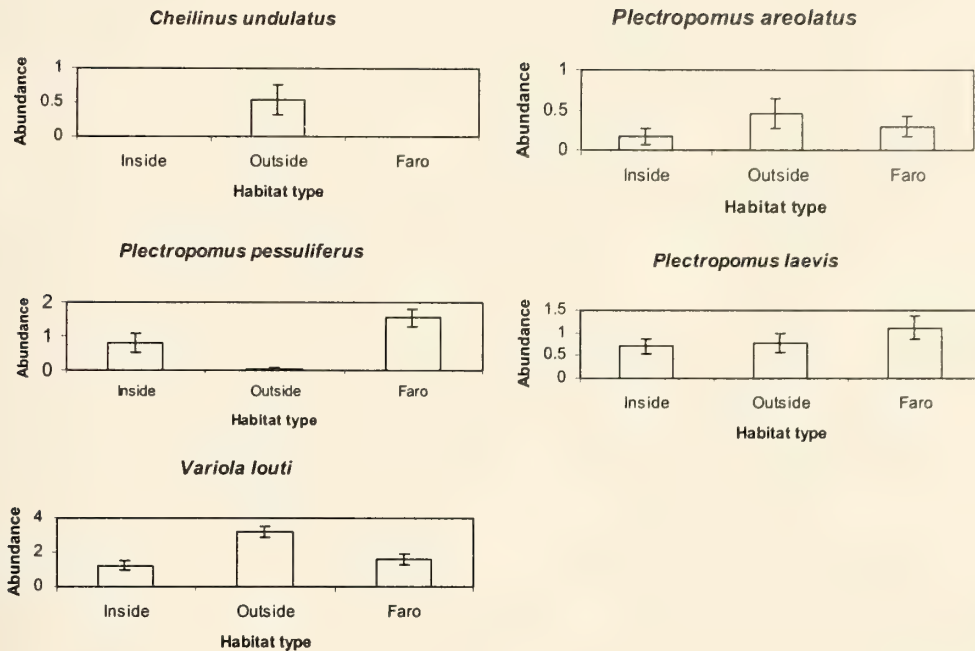 Cheilinus undulatus
Abundance
1
0.5
0
Inside Outside Faro
Habitat type
Plectropomus areolatus
Abundance
1
0.5
0
Inside Outside Faro
Habitat type
Plectropomus pessuliferus
Abundance
2
1
0
Inside Outside Faro
Habitat type
Plectropomus laevis
Abundance
1.5
1
0.5
0
Inside Outside Faro
Habitat type
Variola louti
Abundance
4
2
0
Inside Outside Faro
Habitat type